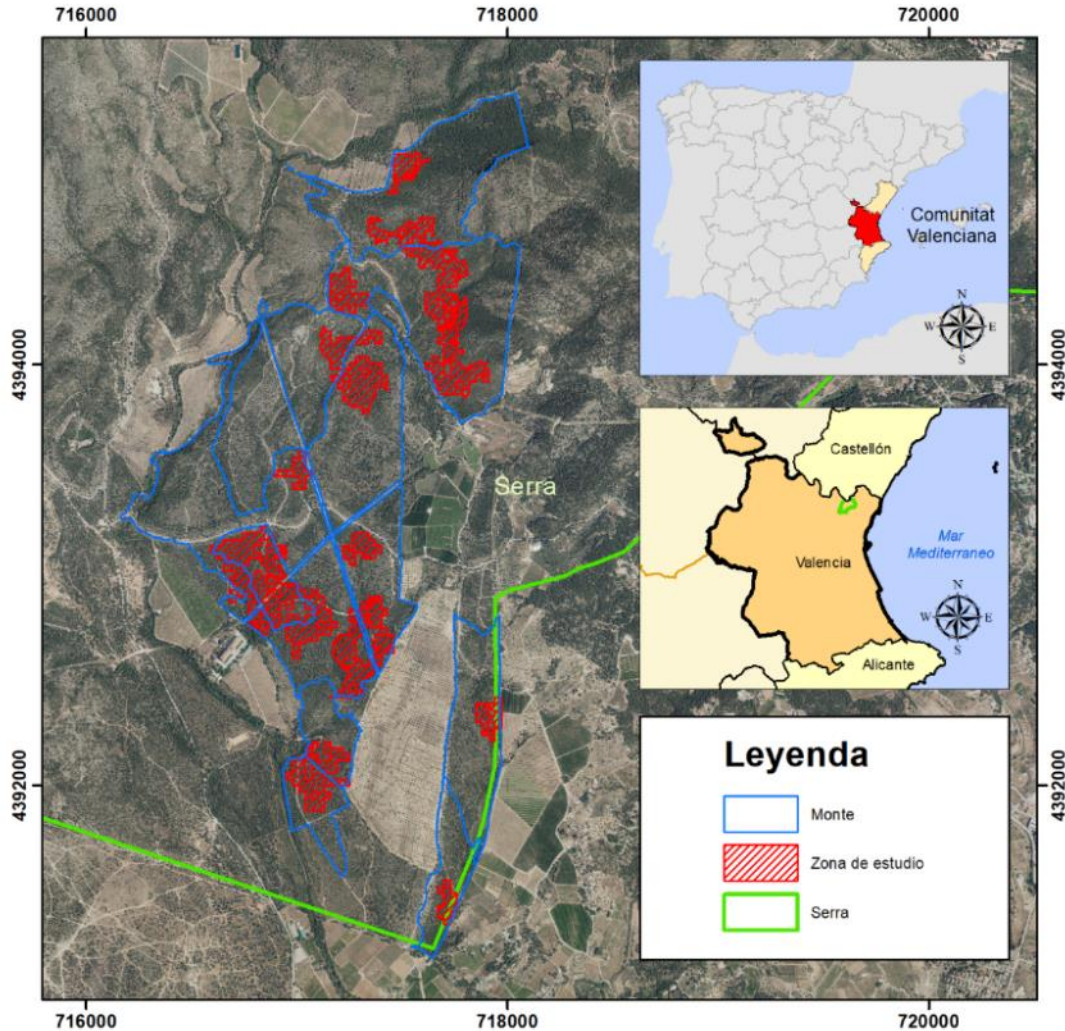 716000
718000
720000
4394000
4394000
4392000
4392000
Serra
Comunitat
Valenciana
N
W
E
S
Castellón
Valencia
Mar
Mediterraneo
Alicante
N
W
E
S
Leyenda
Monte
Zona de estudio
Serra
716000
718000
720000